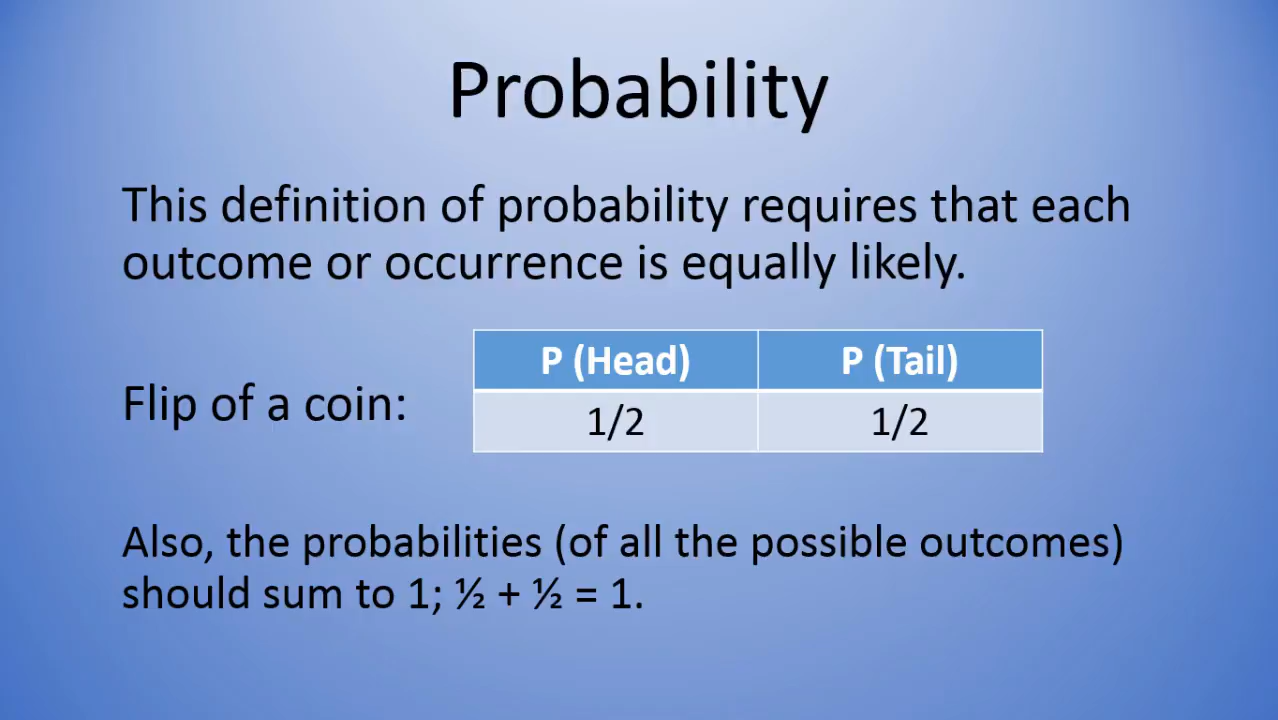 Probability
This definition of probability requires that each
outcome or occurrence is equally likely.
Flip of a coin:
P (Head) P (Tail)
1/2 1/2
Also, the probabilities (of all the possible outcomes)
should sum to 1; ½ + ½ = 1.